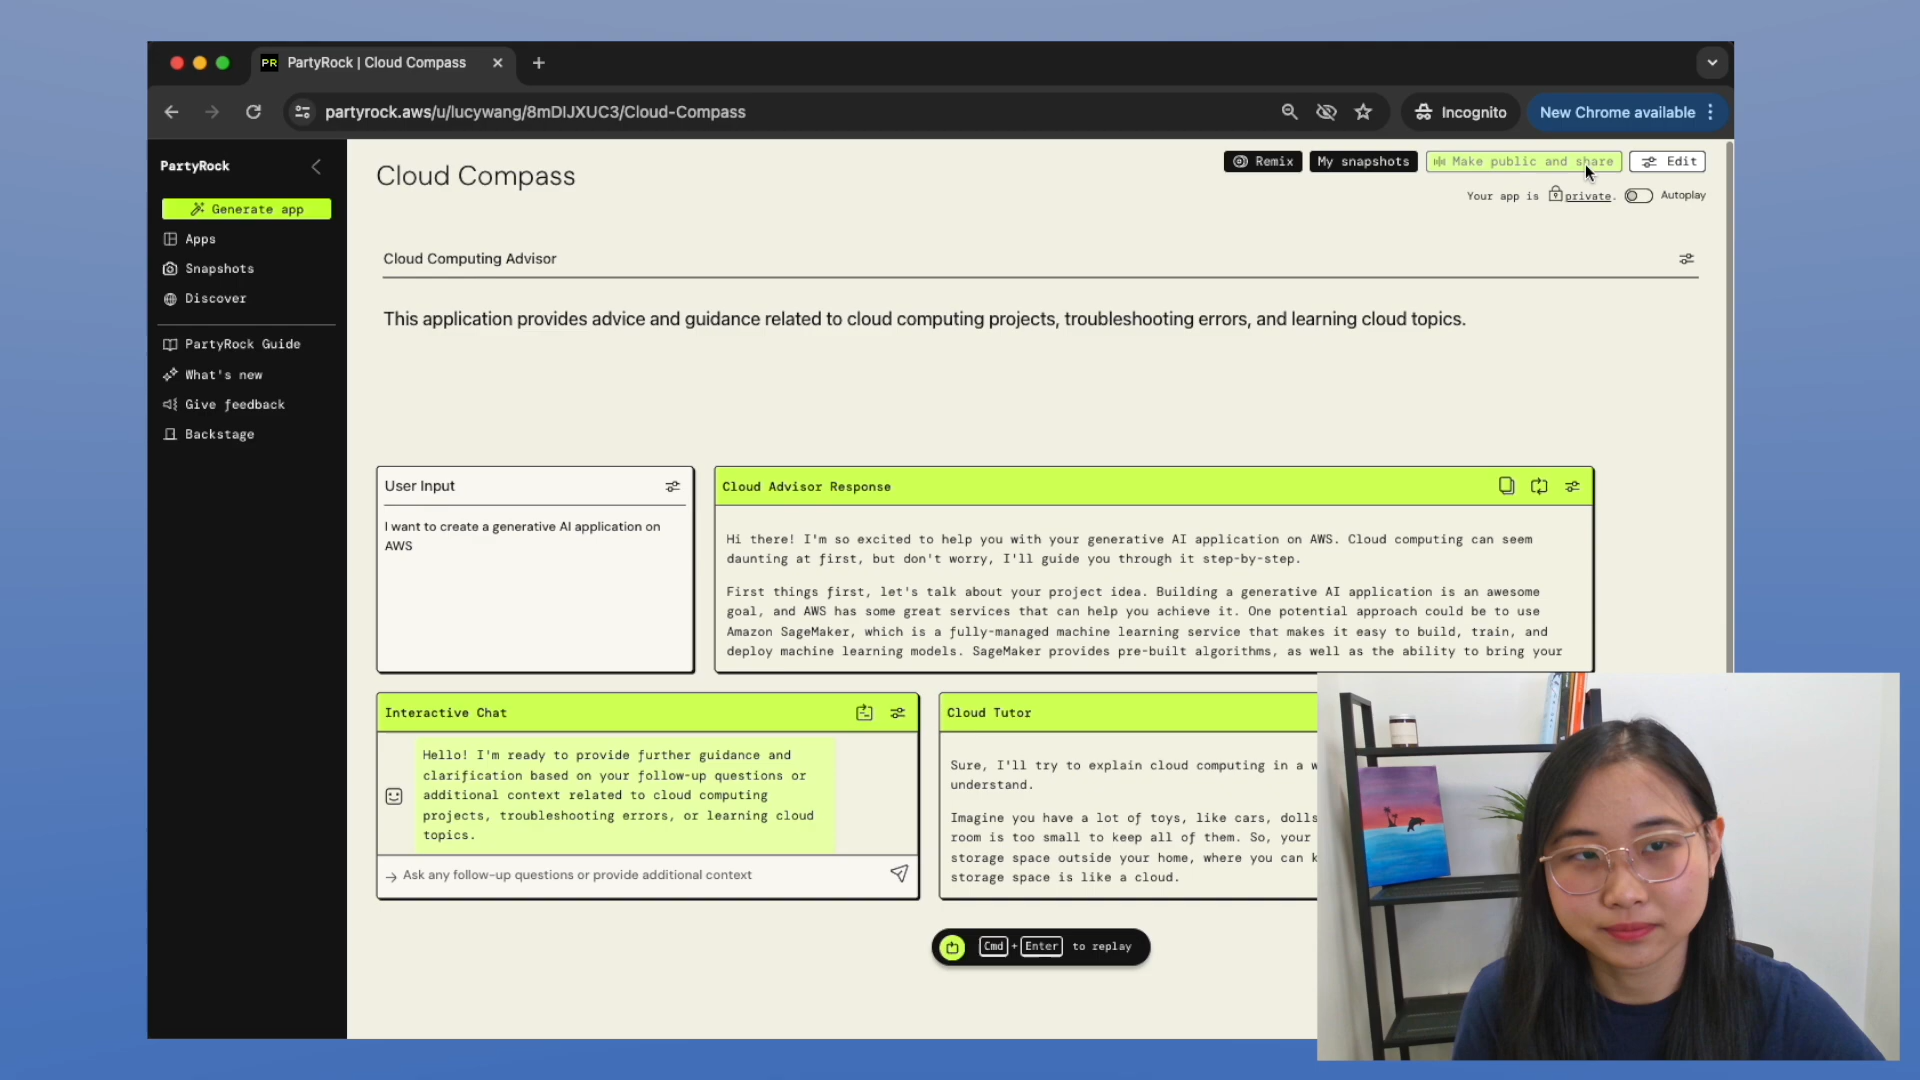 PR PartyRock | Cloud Compass
partyrock.aws/u/lucywang/8mDIJXUC3/Cloud-Compass
Incognito
New Chrome available
PartyRock
Generate app
Apps
Snapshots
Discover
PartyRock Guide
What's new
Give feedback
Backstage
Cloud Compass
Remix
My snapshots
Make public and share
Edit
Your app is private.
Autoplay
Cloud Computing Advisor
This application provides advice and guidance related to cloud computing projects, troubleshooting errors, and learning cloud topics.
User Input
I want to create a generative AI application on
AWS
Cloud Advisor Response
Hi there! I'm so excited to help you with your generative AI application on AWS. Cloud computing can seem
daunting at first, but don't worry, I'll guide you through it step-by-step.
First things first, let's talk about your project idea. Building a generative AI application is an awesome
goal, and AWS has some great services that can help you achieve it. One potential approach could be to use
Amazon SageMaker, which is a fully-managed machine learning service that makes it easy to build, train, and
deploy machine learning models. SageMaker provides pre-built algorithms, as well as the ability to bring your
Interactive Chat
Hello! I'm ready to provide further guidance and
clarification based on your follow-up questions or
additional context related to cloud computing
projects, troubleshooting errors, or learning cloud
topics.
Ask any follow-up questions or provide additional context
Cloud Tutor
Sure, I'll try to explain cloud computing in a w
understand.
Imagine you have a lot of toys, like cars, dolls
room is too small to keep all of them. So, your
storage space outside your home, where you can k
storage space is like a cloud.
Cmd + Enter to replay